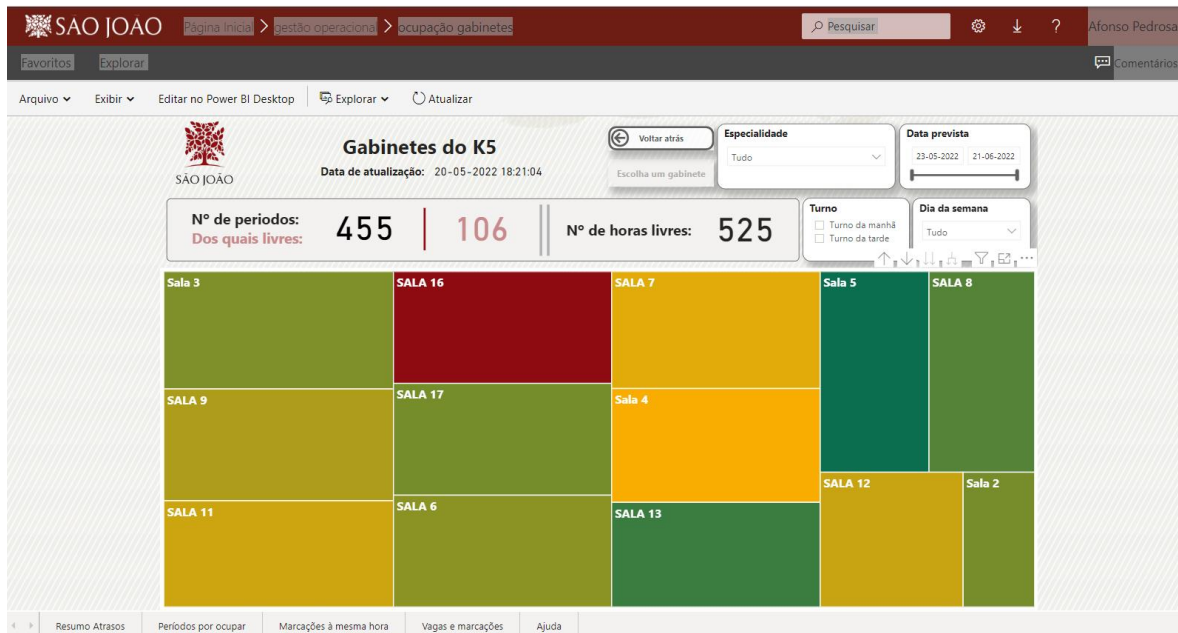 SÃO JOÃO Página Inicial > gestão operacional > ocupação gabinetes Pesquisar ? Afonso Pedrosa
Favoritos Explorar Comentários
Arquivo Exibir Editar no Power BI Desktop Explorar Atualizar
SÃO JOÃO
Gabinetes do K5
Data de atualização: 20-05-2022 18:21:04
Voltar atrás
Escolha um gabinete
Especialidade
Tudo
Data prevista
23-05-2022 21-06-2022
Nº de periodos: 455
Dos quais livres: 106
Nº de horas livres: 525
Turno
Turno da manhã
Turno da tarde
Dia da semana
Tudo
Sala 3
SALA 16
SALA 7
Sala 5
SALA 8
SALA 9
SALA 17
Sala 4
SALA 12
Sala 2
SALA 11
SALA 6
SALA 13
Resumo Atrasos Períodos por ocupar Marcações à mesma hora Vagas e marcações Ajuda